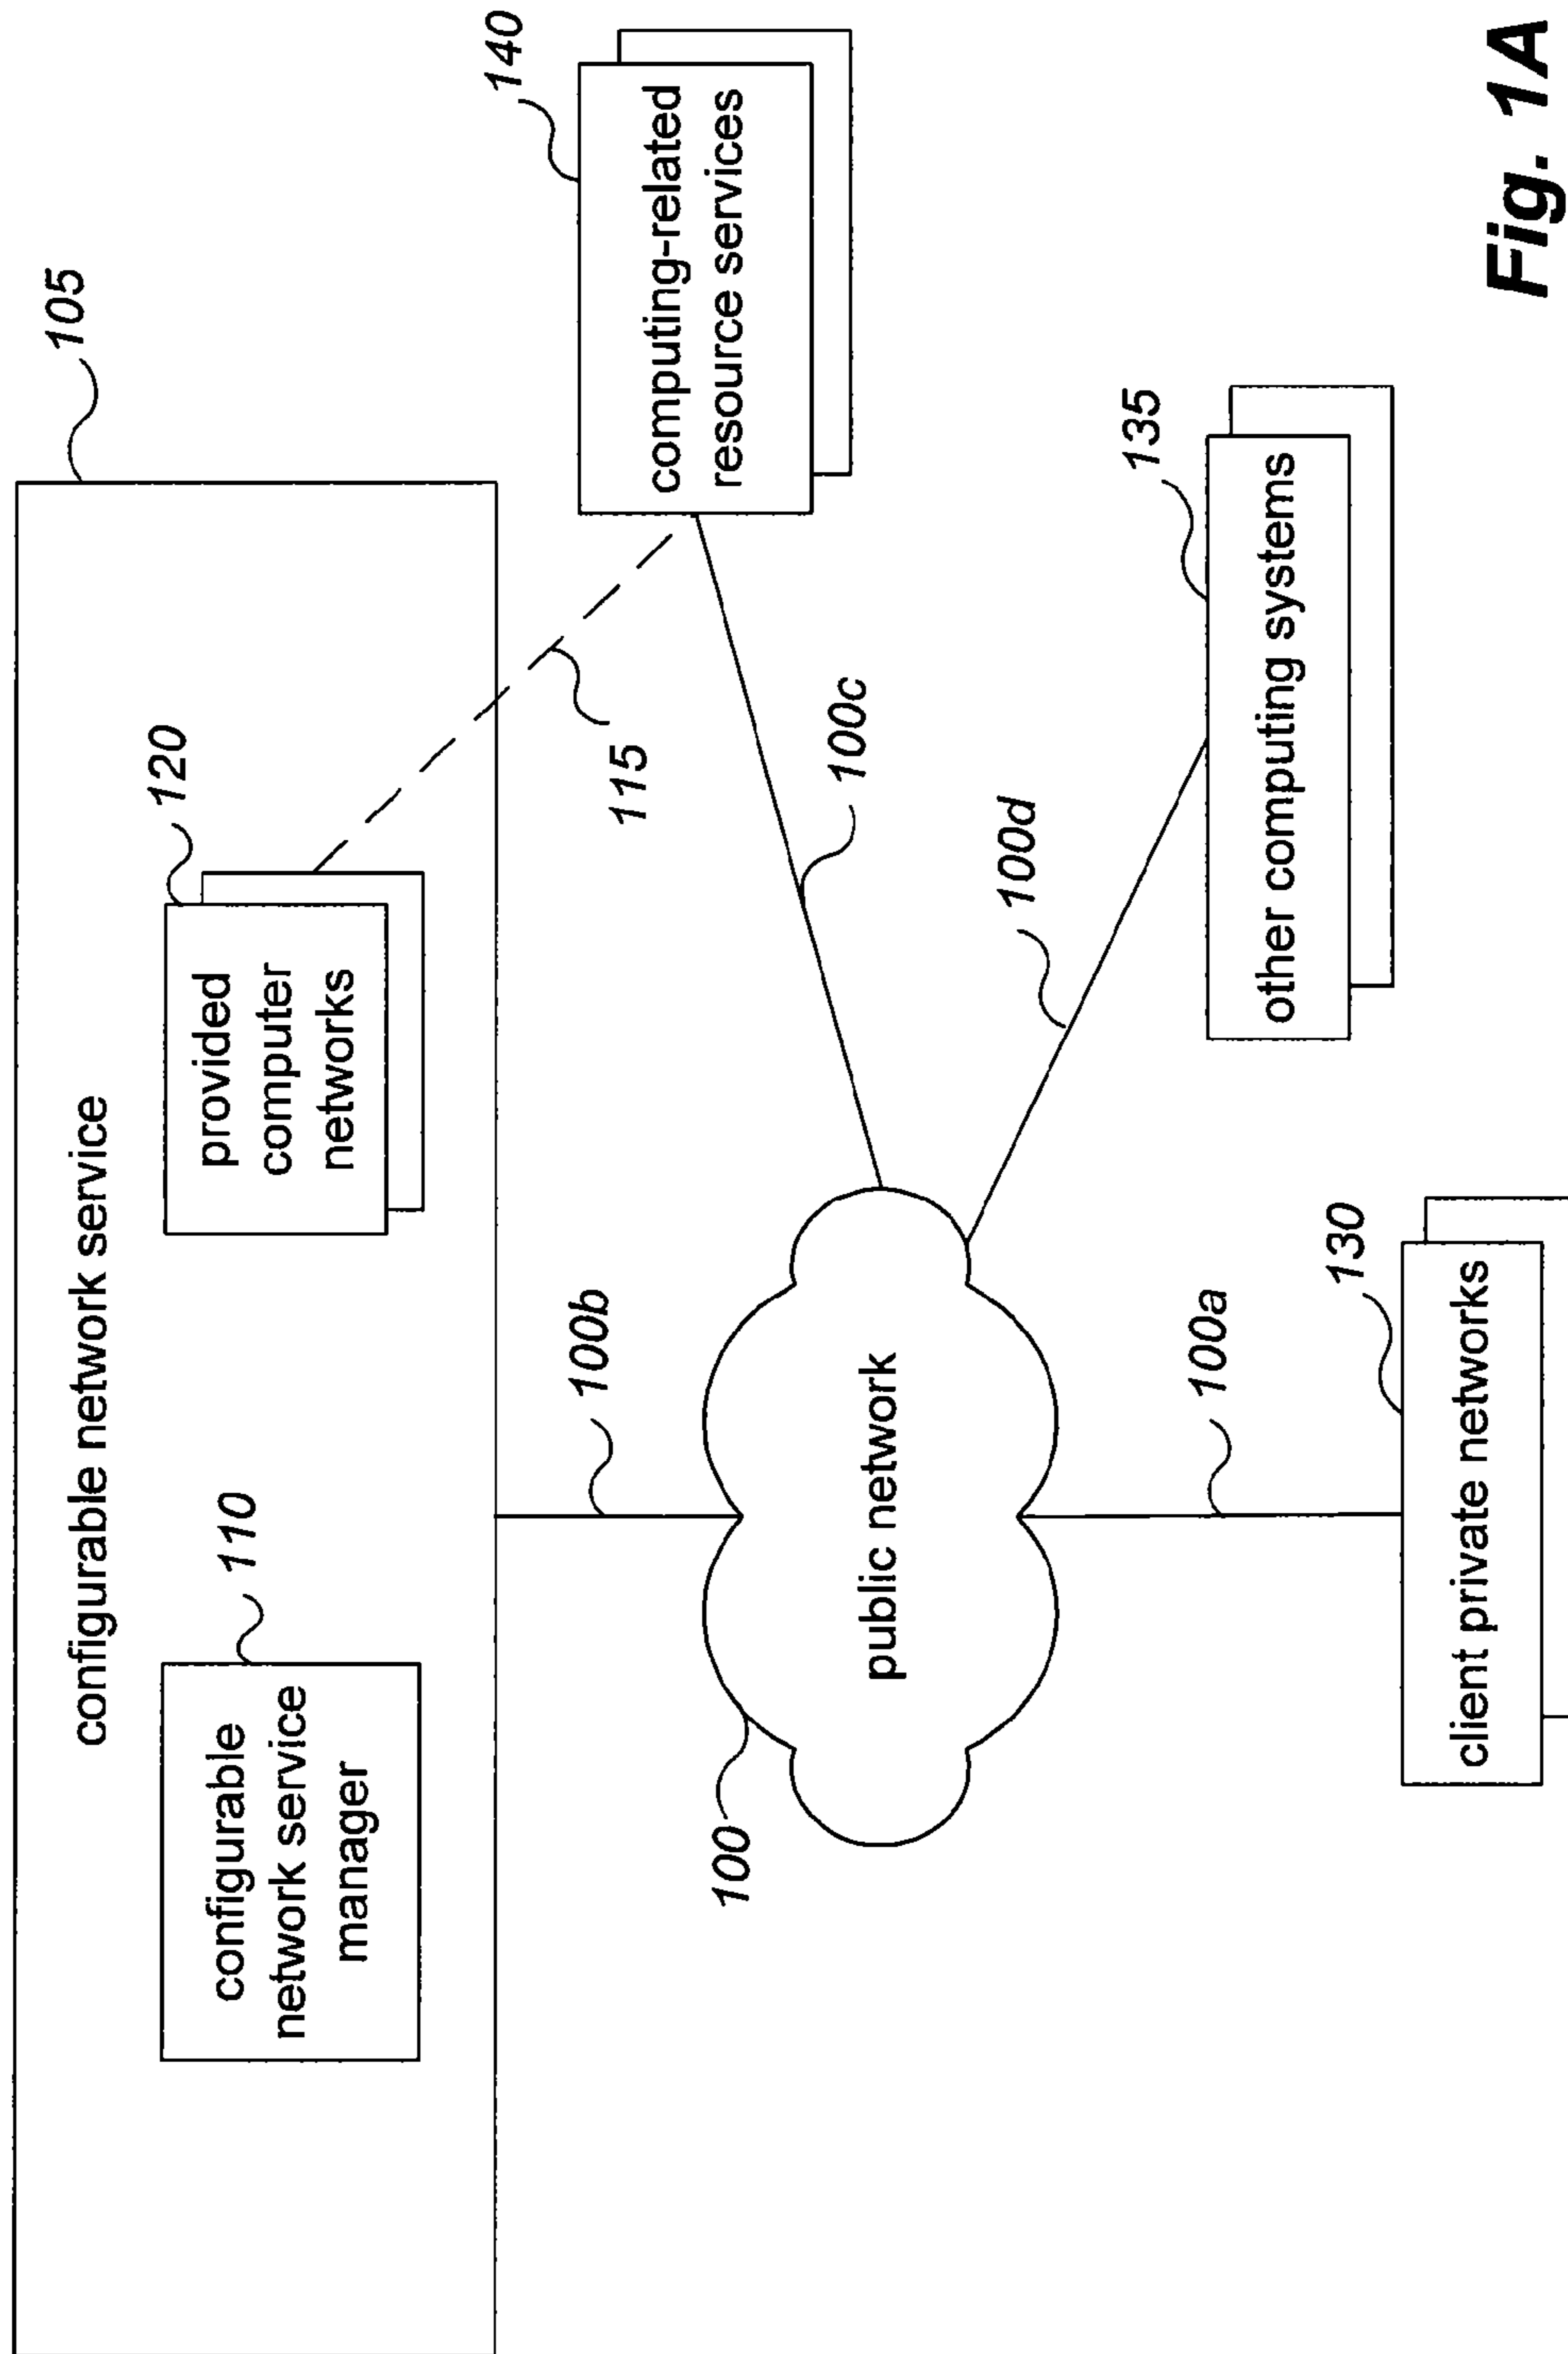 105
configurable network service
110
120
configurable
network service
manager
provided
computer
networks
115
140
computing-related
resource services
100b
100c
100
public network
100d
135
other computing systems
100a
130
client private networks
Fig. 1A